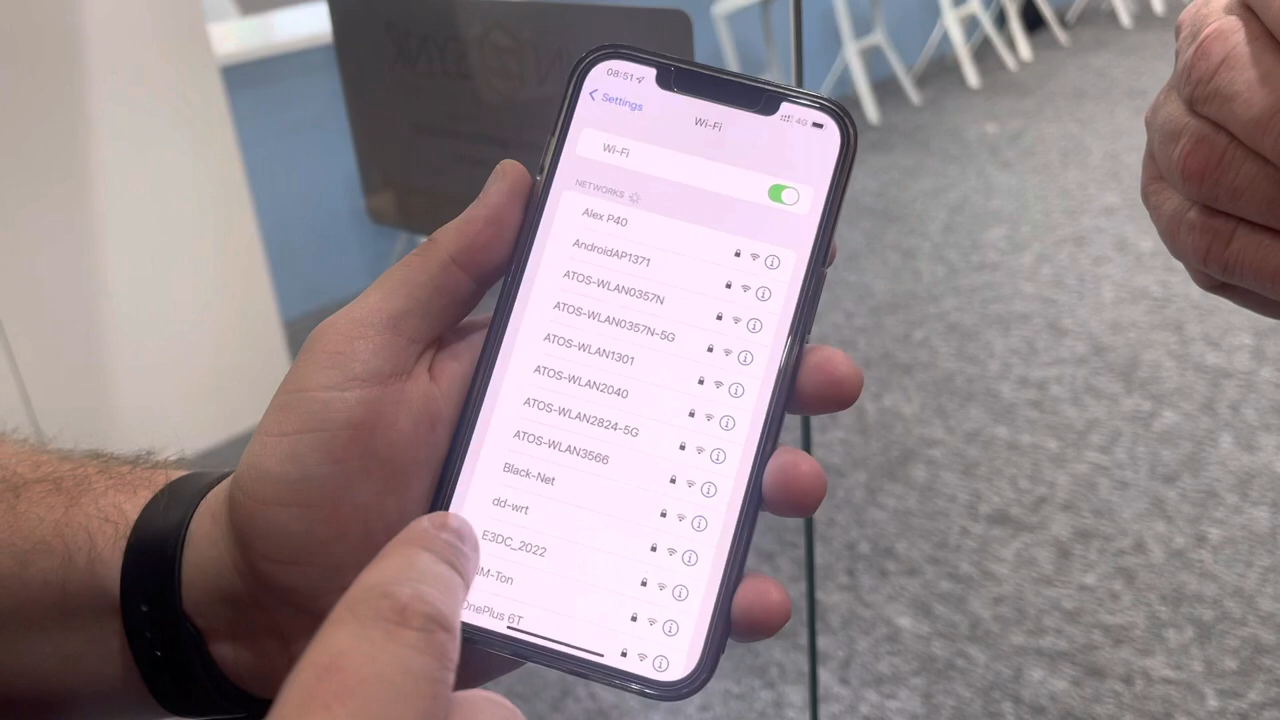 08:51
4G
Settings
Wi-Fi
Wi-Fi
NETWORKS
Alex P40
AndroidAP1371
ATOS-WLAN0357N
ATOS-WLAN0357N-5G
ATOS-WLAN1301
ATOS-WLAN2040
ATOS-WLAN2824-5G
ATOS-WLAN3566
Black-Net
dd-wrt
E3DC_2022
M-Ton
OnePlus 6T